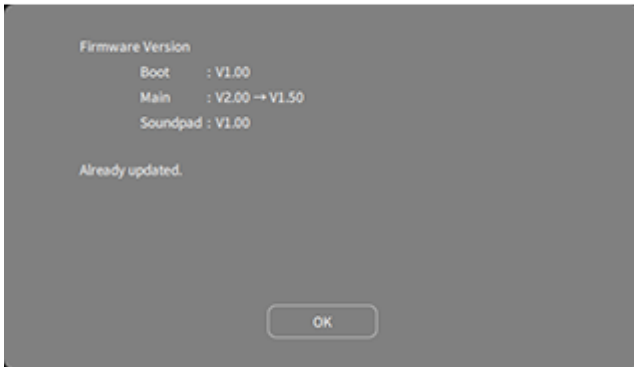 Firmware Version
Boot : V1.00
Main : V2.00 → V1.50
Soundpad : V1.00
Already updated.
OK